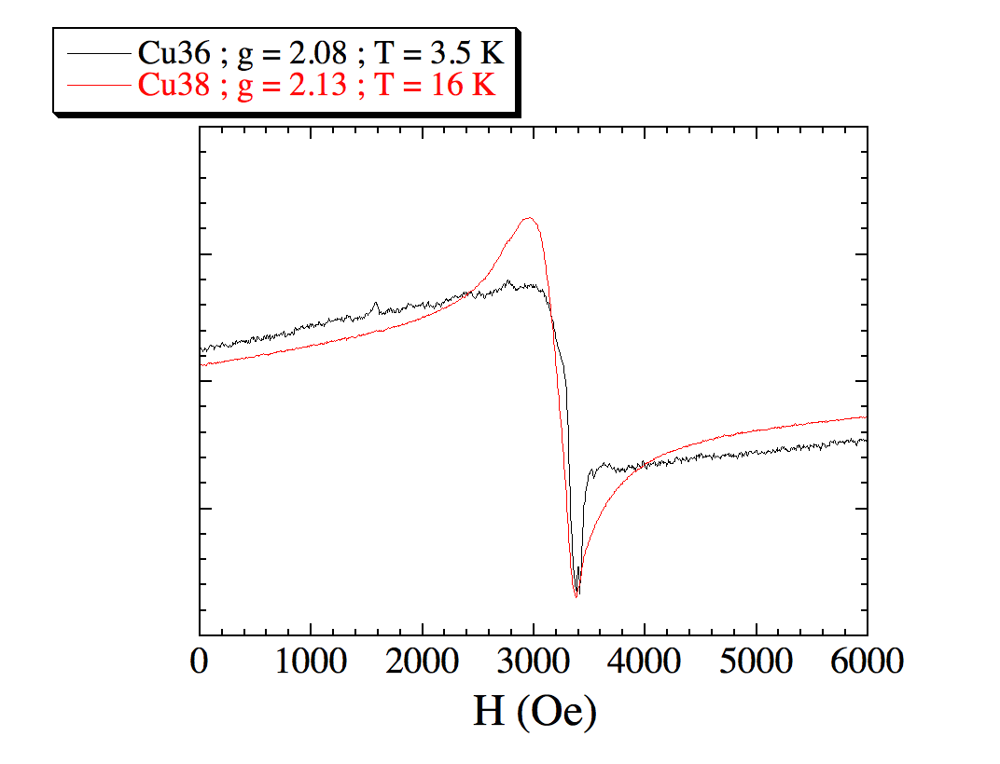 Cu36 ; g = 2.08 ; T = 3.5 K
Cu38 ; g = 2.13 ; T = 16 K
0 1000 2000 3000 4000 5000 6000
H (Oe)